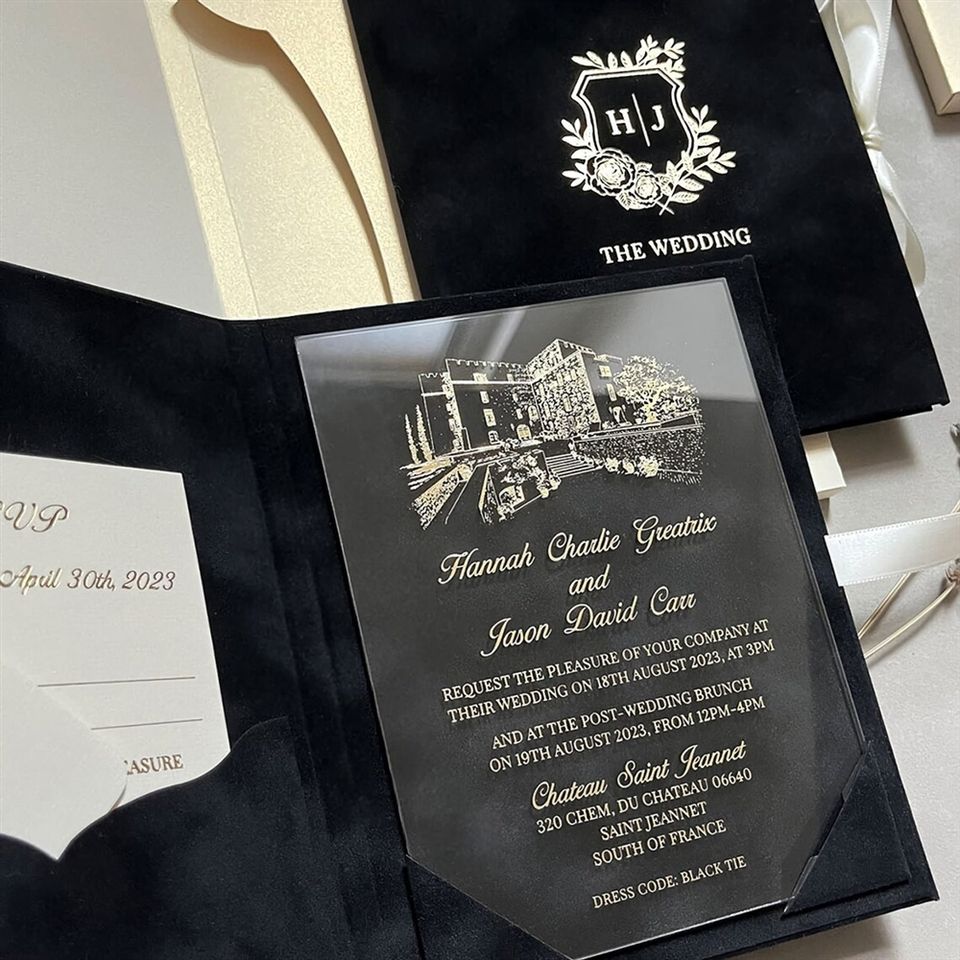 H J
THE WEDDING
Hannah Charlie Greatrix
and
Jason David Carr
REQUEST THE PLEASURE OF YOUR COMPANY AT
THEIR WEDDING ON 18TH AUGUST 2023, AT 3PM
AND AT THE POST-WEDDING BRUNCH
ON 19TH AUGUST 2023, FROM 12PM-4PM
Chateau Saint Jeannet
320 CHEM, DU CHATEAU 06640
SAINT JEANNET
SOUTH OF FRANCE
DRESS CODE: BLACK TIE
VP
April 30th, 2023
EASURE